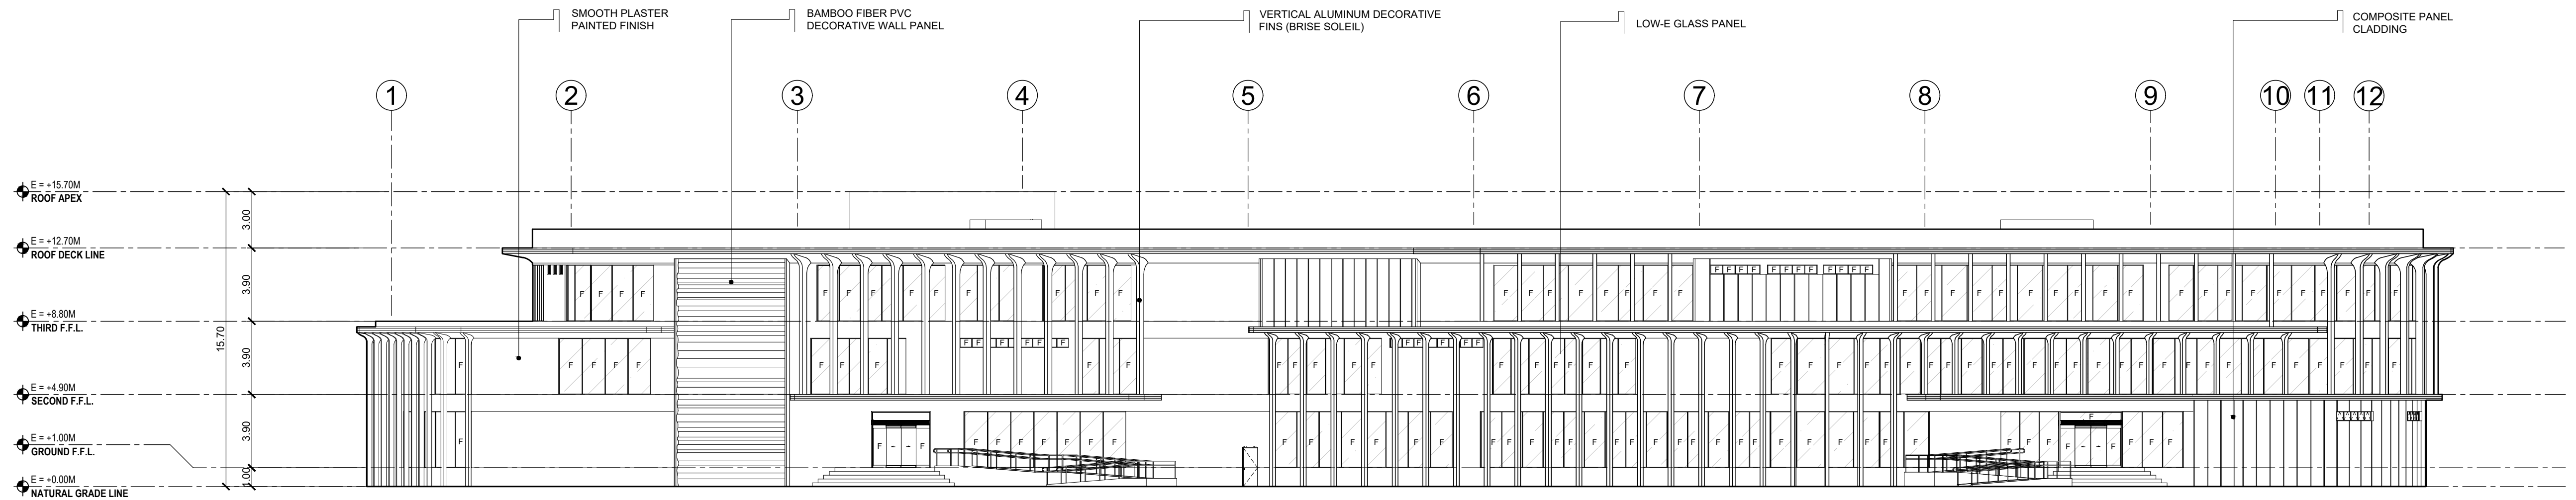 SMOOTH PLASTER
PAINTED FINISH
BAMBOO FIBER PVC
DECORATIVE WALL PANEL
VERTICAL ALUMINUM DECORATIVE
FINS (BRISE SOLEIL)
LOW-E GLASS PANEL
COMPOSITE PANEL
CLADDING
1 2 3 4 5 6 7 8 9 10 11 12
E = +15.70M
ROOF APEX
3.00
E = +12.70M
ROOF DECK LINE
3.90
E = +8.80M
THIRD F.F.L.
15.70
3.90
E = +4.90M
SECOND F.F.L.
3.90
E = +1.00M
GROUND F.F.L.
1.00
E = +0.00M
NATURAL GRADE LINE
F F F F
F F F F F F F F F F F
F F F F F F F F
F F F F F F F F F F F F
F F F F F F F F F F F F F F F F F F
F
F F F F
F F F
F F F F F F F F
F F
F F F F F
F F F F F F
F F F F F F F
F
F F
F F F F F F F